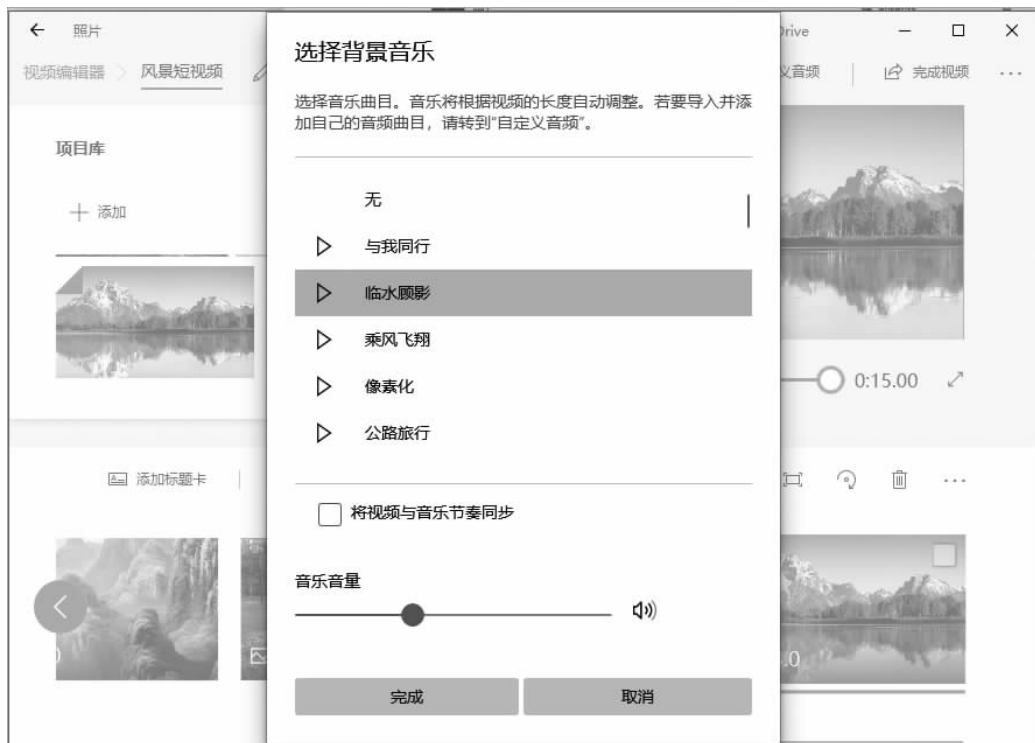 照片
视频编辑器
风景短视频
项目库
添加
添加标题卡
选择背景音乐
选择音乐曲目。音乐将根据视频的长度自动调整。若要导入并添
加自己的音频曲目，请转到“自定义音频”。
无
与我同行
临水顾影
乘风飞翔
像素化
公路旅行
将视频与音乐节奏同步
音乐音量
完成
取消
rive
义音频
完成视频
0:15.00
.0